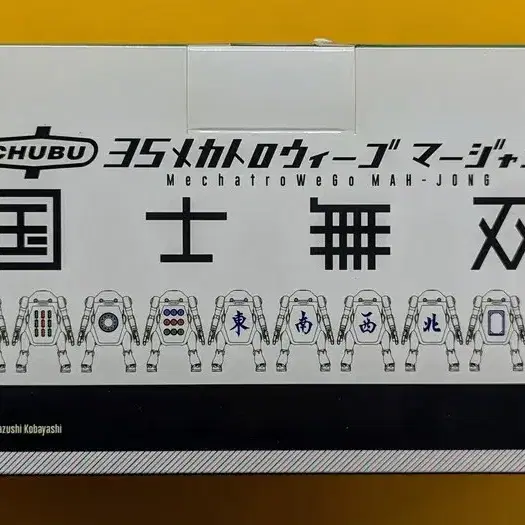 CHUBU
35メカトロウィーゴ マージャン
MechatroWeGo MAH-JONG
国士無双
東 南 西 北
azushi Kobayashi